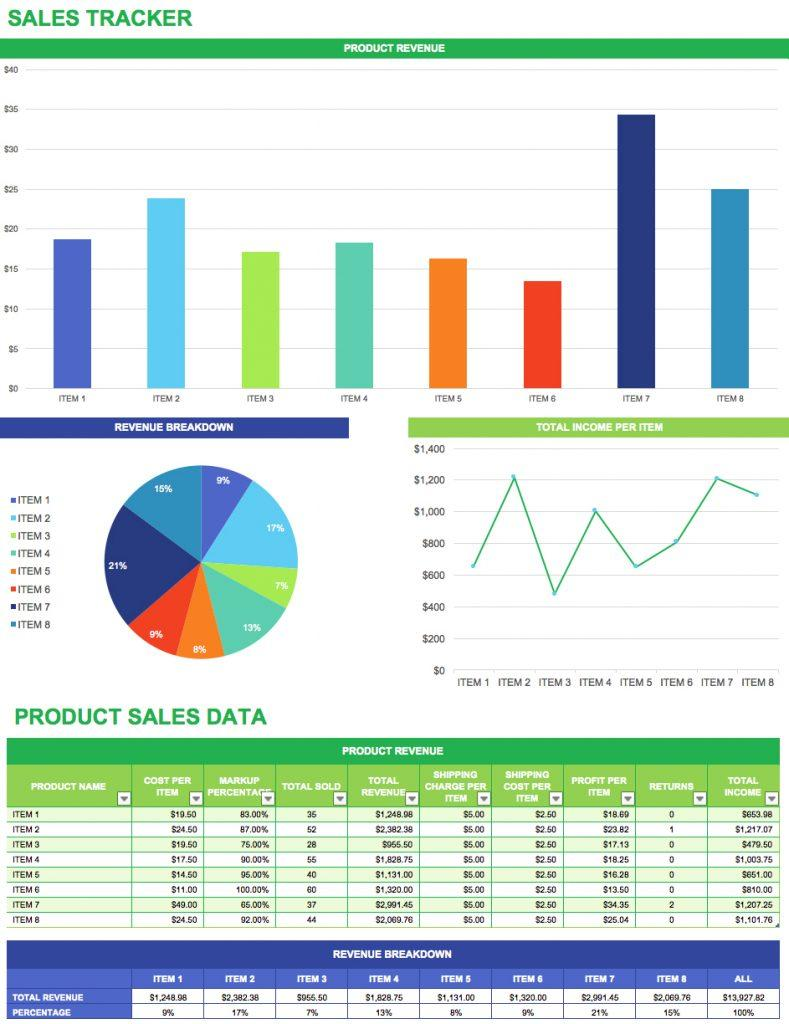 SALES TRACKER
PRODUCT REVENUE
$40
$35
$30
$25
$20
$15
$10
$5
$0
ITEM 1 ITEM 2 ITEM 3 ITEM 4 ITEM 5 ITEM 6 ITEM 7 ITEM 8
REVENUE BREAKDOWN
ITEM 1
ITEM 2
ITEM 3
ITEM 4
ITEM 5
ITEM 6
ITEM 7
ITEM 8
9%
17%
7%
13%
8%
9%
21%
15%
TOTAL INCOME PER ITEM
$1,400
$1,200
$1,000
$800
$600
$400
$200
$0
ITEM 1 ITEM 2 ITEM 3 ITEM 4 ITEM 5 ITEM 6 ITEM 7 ITEM 8
PRODUCT SALES DATA
PRODUCT REVENUE
PRODUCT NAME COST PER ITEM MARKUP PERCENTAGE TOTAL SOLD TOTAL REVENUE SHIPPING CHARGE PER ITEM SHIPPING COST PER ITEM PROFIT PER ITEM RETURNS TOTAL INCOME
ITEM 1 $19.50 83.00% 35 $1,248.98 $5.00 $2.50 $18.69 0 $653.98
ITEM 2 $24.50 87.00% 52 $2,382.38 $5.00 $2.50 $23.82 1 $1,217.07
ITEM 3 $19.50 75.00% 28 $955.50 $5.00 $2.50 $17.13 0 $479.50
ITEM 4 $17.50 90.00% 55 $1,828.75 $5.00 $2.50 $18.25 0 $1,003.75
ITEM 5 $14.50 95.00% 40 $1,131.00 $5.00 $2.50 $16.28 0 $651.00
ITEM 6 $11.00 100.00% 60 $1,320.00 $5.00 $2.50 $13.50 0 $810.00
ITEM 7 $49.00 65.00% 37 $2,991.45 $5.00 $2.50 $34.35 2 $1,207.25
ITEM 8 $24.50 92.00% 44 $2,069.76 $5.00 $2.50 $25.04 0 $1,101.76
REVENUE BREAKDOWN
ITEM 1 ITEM 2 ITEM 3 ITEM 4 ITEM 5 ITEM 6 ITEM 7 ITEM 8 ALL
TOTAL REVENUE $1,248.98 $2,382.38 $955.50 $1,828.75 $1,131.00 $1,320.00 $2,991.45 $2,069.76 $13,927.82
PERCENTAGE 9% 17% 7% 13% 8% 9% 21% 15% 100%